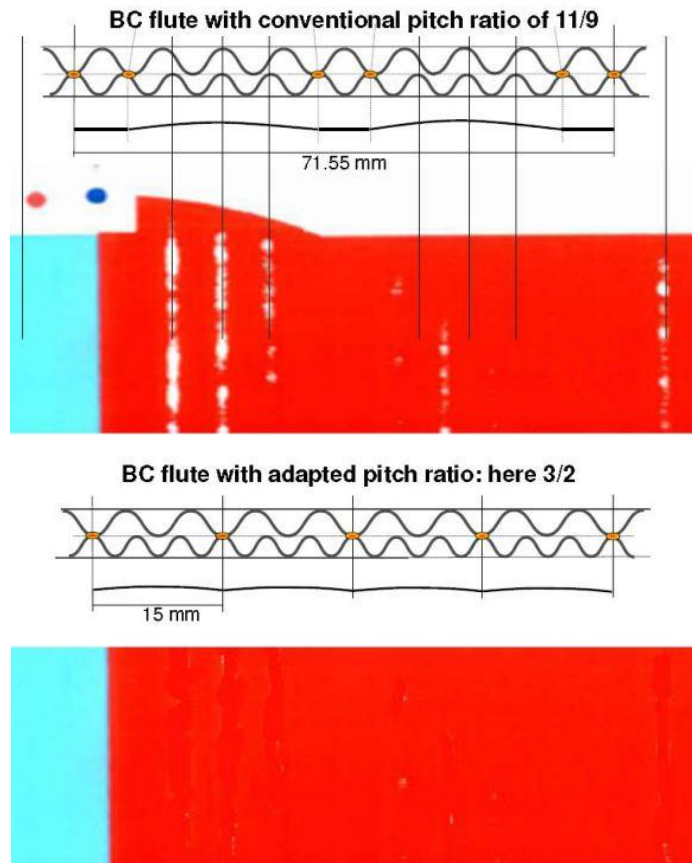 BC flute with conventional pitch ratio of 11/9
71.55 mm
BC flute with adapted pitch ratio: here 3/2
15 mm